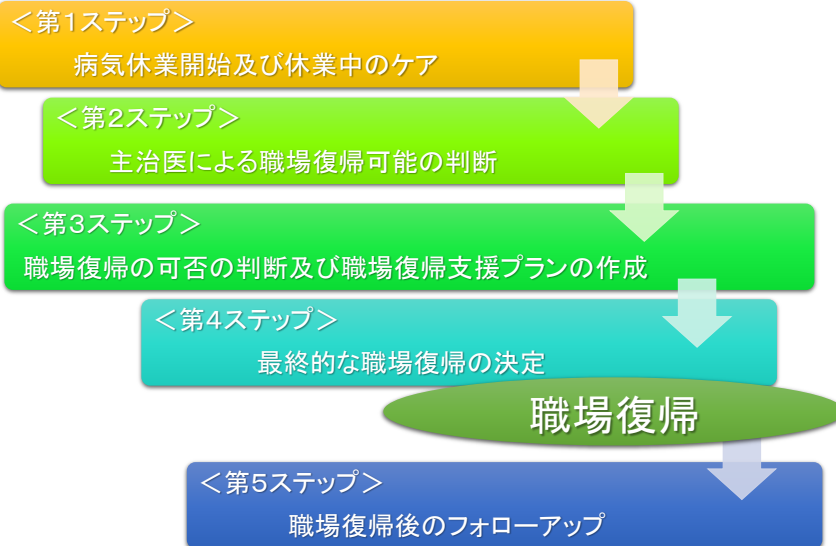 ＜第１ステップ＞
病気休業開始及び休業中のケア
＜第２ステップ＞
主治医による職場復帰可能の判断
＜第３ステップ＞
職場復帰の可否の判断及び職場復帰支援プランの作成
＜第４ステップ＞
最終的な職場復帰の決定
職場復帰
＜第５ステップ＞
職場復帰後のフォローアップ